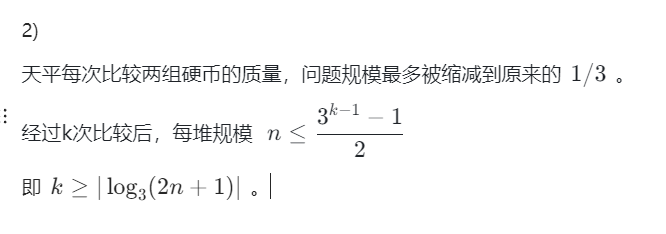 2)
天平每次比较两组硬币的质量，问题规模最多被缩减到原来的 1/3 。
经过k次比较后，每堆规模 n ≤ (3^{k−1} − 1)/2
即 k ≥ | log₃(2n + 1)| 。